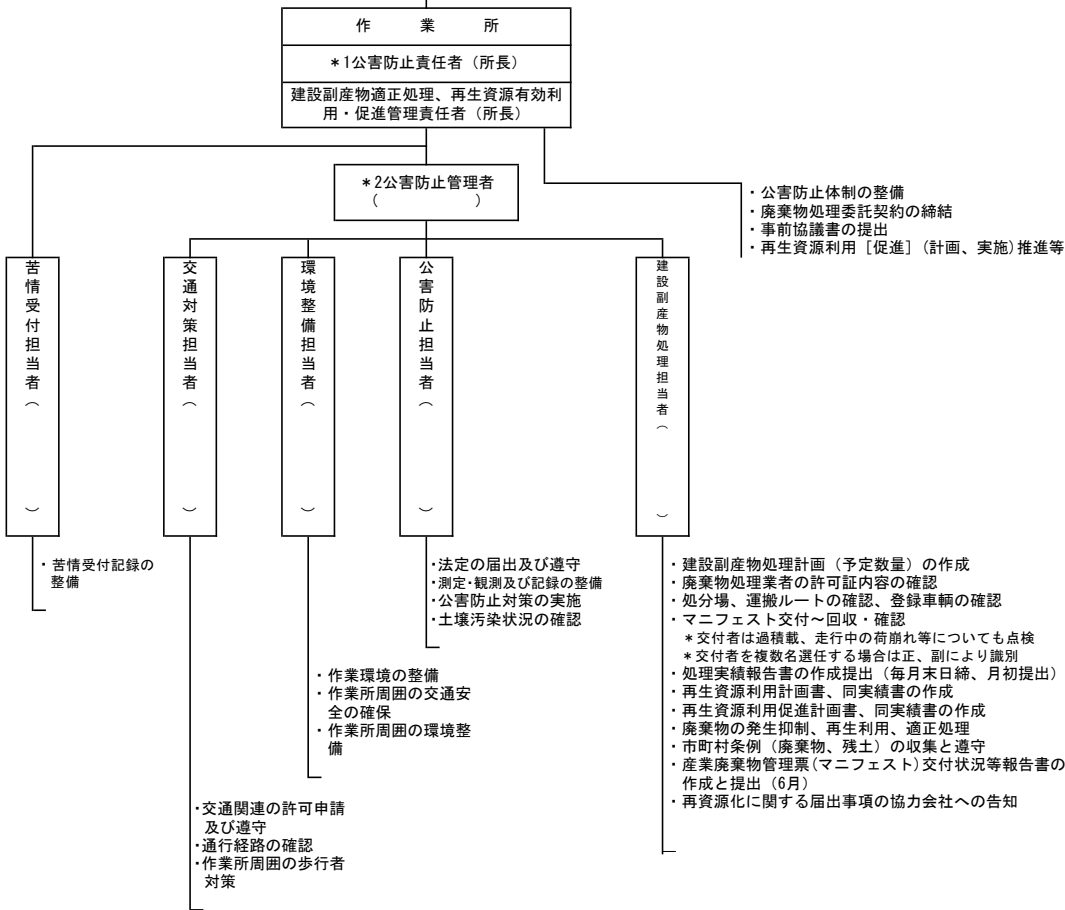 作業所
*1公害防止責任者（所長）
建設副産物適正処理、再生資源有効利
用・促進管理責任者（所長）
*2公害防止管理者
（　　　　　　）
・公害防止体制の整備
・廃棄物処理委託契約の締結
・事前協議書の提出
・再生資源利用［促進］(計画、実施)推進等
苦情受付担当者（　　　）
交通対策担当者（　　　）
環境整備担当者（　　　）
公害防止担当者（　　　）
建設副産物処理担当者（　　　）
・苦情受付記録の
整備
・交通関連の許可申請
及び遵守
・通行経路の確認
・作業所周囲の歩行者
対策
・作業環境の整備
・作業所周囲の交通安
全の確保
・作業所周囲の環境整
備
・法定の届出及び遵守
・測定・観測及び記録の整備
・公害防止対策の実施
・土壌汚染状況の確認
・建設副産物処理計画（予定数量）の作成
・廃棄物処理業者の許可証内容の確認
・処分場、運搬ルートの確認、登録車輌の確認
・マニフェスト交付～回収・確認
*交付者は過積載、走行中の荷崩れ等についても点検
*交付者を複数名選任する場合は正、副により識別
・処理実績報告書の作成提出（毎月末日締、月初提出）
・再生資源利用計画書、同実績書の作成
・再生資源利用促進計画書、同実績書の作成
・廃棄物の発生抑制、再生利用、適正処理
・市町村条例（廃棄物、残土）の収集と遵守
・産業廃棄物管理票(マニフェスト)交付状況等報告書の
作成と提出（6月）
・再資源化に関する届出事項の協力会社への告知